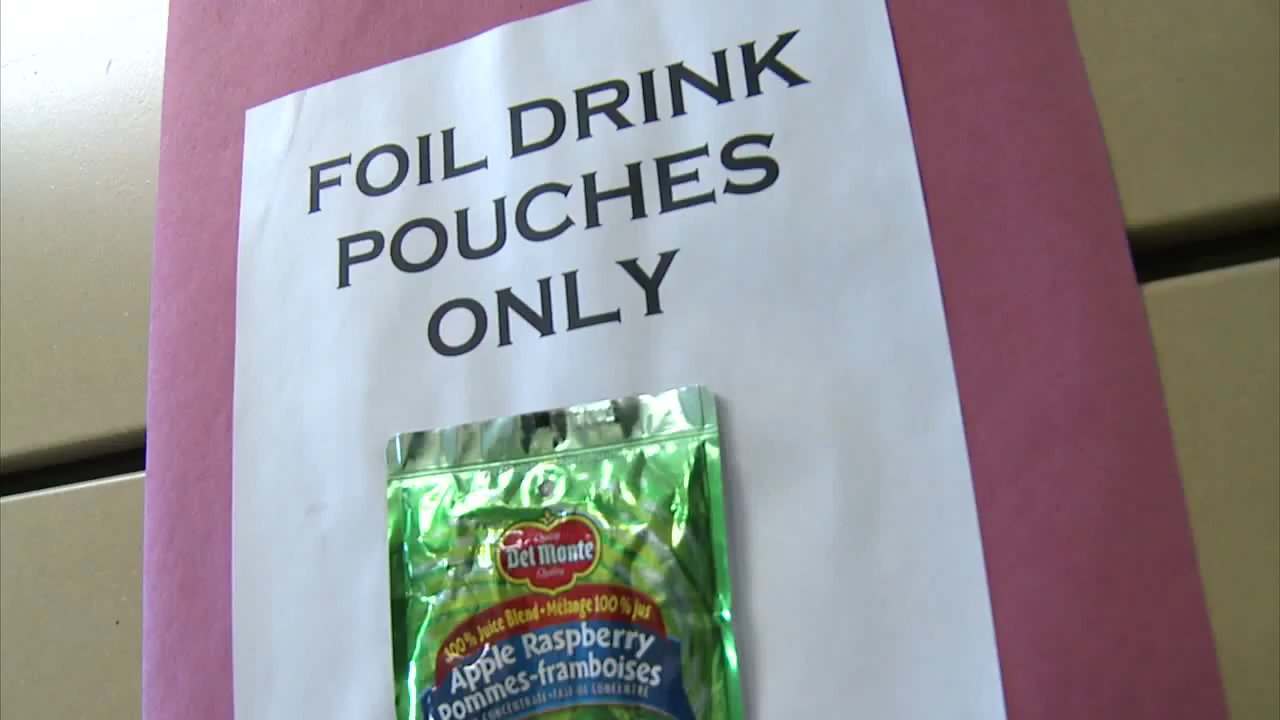 FOIL DRINK
POUCHES
ONLY
Quality
Del Monte
Quality
100% Juice Blend • Mélange 100% jus
Apple Raspberry
Pommes-framboises